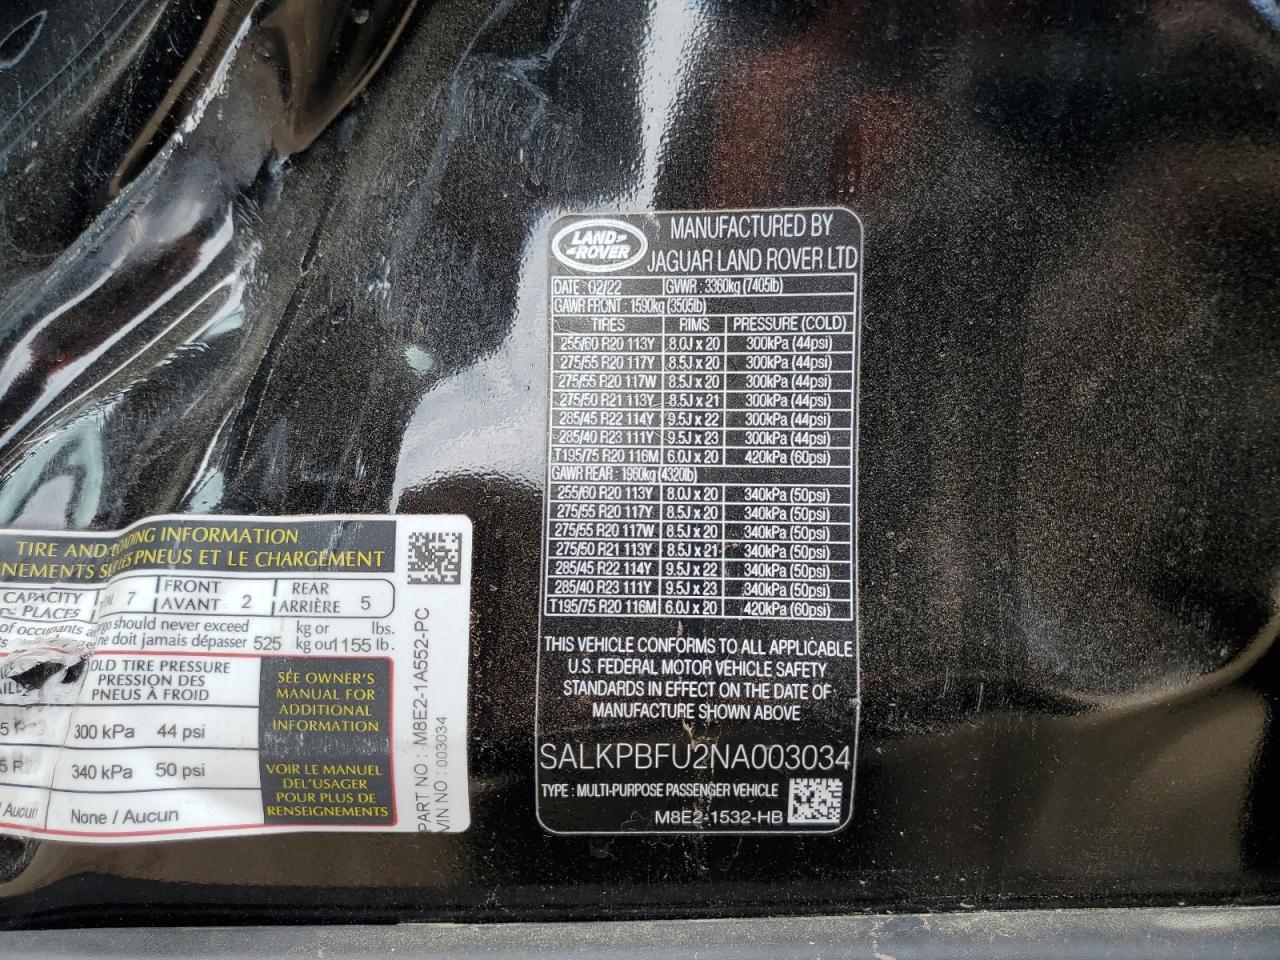 LAND ROVER
MANUFACTURED BY
JAGUAR LAND ROVER LTD
DATE : 02/22 GVWR : 3360kg (7405lb)
GAWR FRONT : 1590kg (3505lb)
TIRES RIMS PRESSURE (COLD)
255/60 R20 113Y 8.0J x 20 300kPa (44psi)
275/55 R20 117Y 8.5J x 20 300kPa (44psi)
275/55 R20 117W 8.5J x 20 300kPa (44psi)
275/50 R21 113Y 8.5J x 21 300kPa (44psi)
285/45 R22 114Y 9.5J x 22 300kPa (44psi)
285/40 R23 111Y 9.5J x 23 300kPa (44psi)
T195/75 R20 116M 6.0J x 20 420kPa (60psi)
GAWR REAR : 1960kg (4320lb)
255/60 R20 113Y 8.0J x 20 340kPa (50psi)
275/55 R20 117Y 8.5J x 20 340kPa (50psi)
275/55 R20 117W 8.5J x 20 340kPa (50psi)
275/50 R21 113Y 8.5J x 21 340kPa (50psi)
285/45 R22 114Y 9.5J x 22 340kPa (50psi)
285/40 R23 111Y 9.5J x 23 340kPa (50psi)
T195/75 R20 116M 6.0J x 20 420kPa (60psi)
THIS VEHICLE CONFORMS TO ALL APPLICABLE
U.S. FEDERAL MOTOR VEHICLE SAFETY
STANDARDS IN EFFECT ON THE DATE OF
MANUFACTURE SHOWN ABOVE
SALKPBFU2NA003034
TYPE : MULTI-PURPOSE PASSENGER VEHICLE
M8E2-1532-HB
TIRE AND INFORMATION
PNEUS ET LE CHARGEMENT
CAPACITY 7 FRONT 2 REAR 5
PLACES AVANT ARRIÈRE
of occupants should never exceed kg or lbs.
ne doit jamais dépasser 525 kg ou 1155 lb.
TIRE PRESSURE
PRESSION DES
PNEUS À FROID
300 kPa 44 psi
340 kPa 50 psi
Aucun None / Aucun
SEE OWNER'S
MANUAL FOR
ADDITIONAL
INFORMATION
VOIR LE MANUEL
DEL'USAGER
POUR PLUS DE
RENSEIGNEMENTS
PART NO : M8E2-1A552-PC
VIN NO : 003034